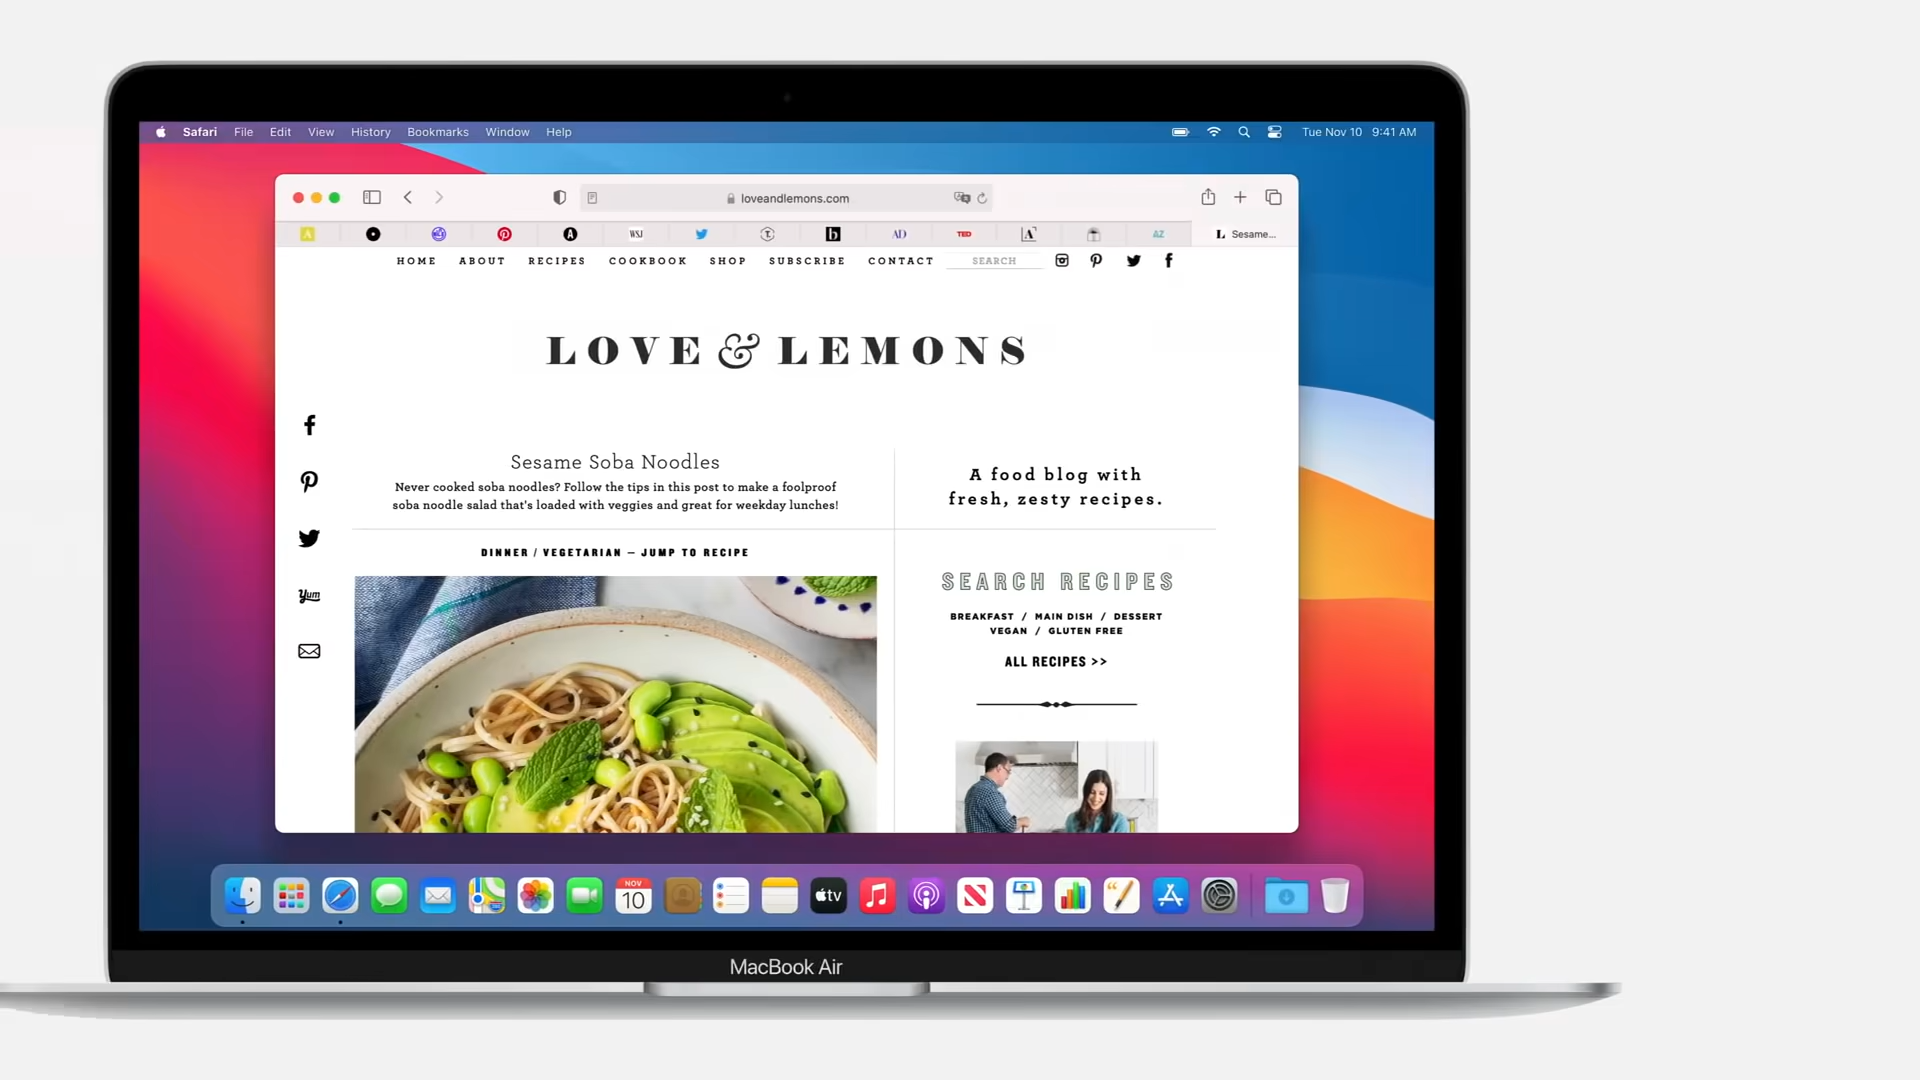 Safari File Edit View History Bookmarks Window Help Tue Nov 10 9:41 AM
loveandlemons.com
A WSJ T. b AD TED A AZ L Sesame...
HOME ABOUT RECIPES COOKBOOK SHOP SUBSCRIBE CONTACT SEARCH
LOVE & LEMONS
Sesame Soba Noodles
Never cooked soba noodles? Follow the tips in this post to make a foolproof
soba noodle salad that's loaded with veggies and great for weekday lunches!
DINNER / VEGETARIAN – JUMP TO RECIPE
A food blog with
fresh, zesty recipes.
SEARCH RECIPES
BREAKFAST / MAIN DISH / DESSERT
VEGAN / GLUTEN FREE
ALL RECIPES >>
Yum
NOV
10
tv
MacBook Air